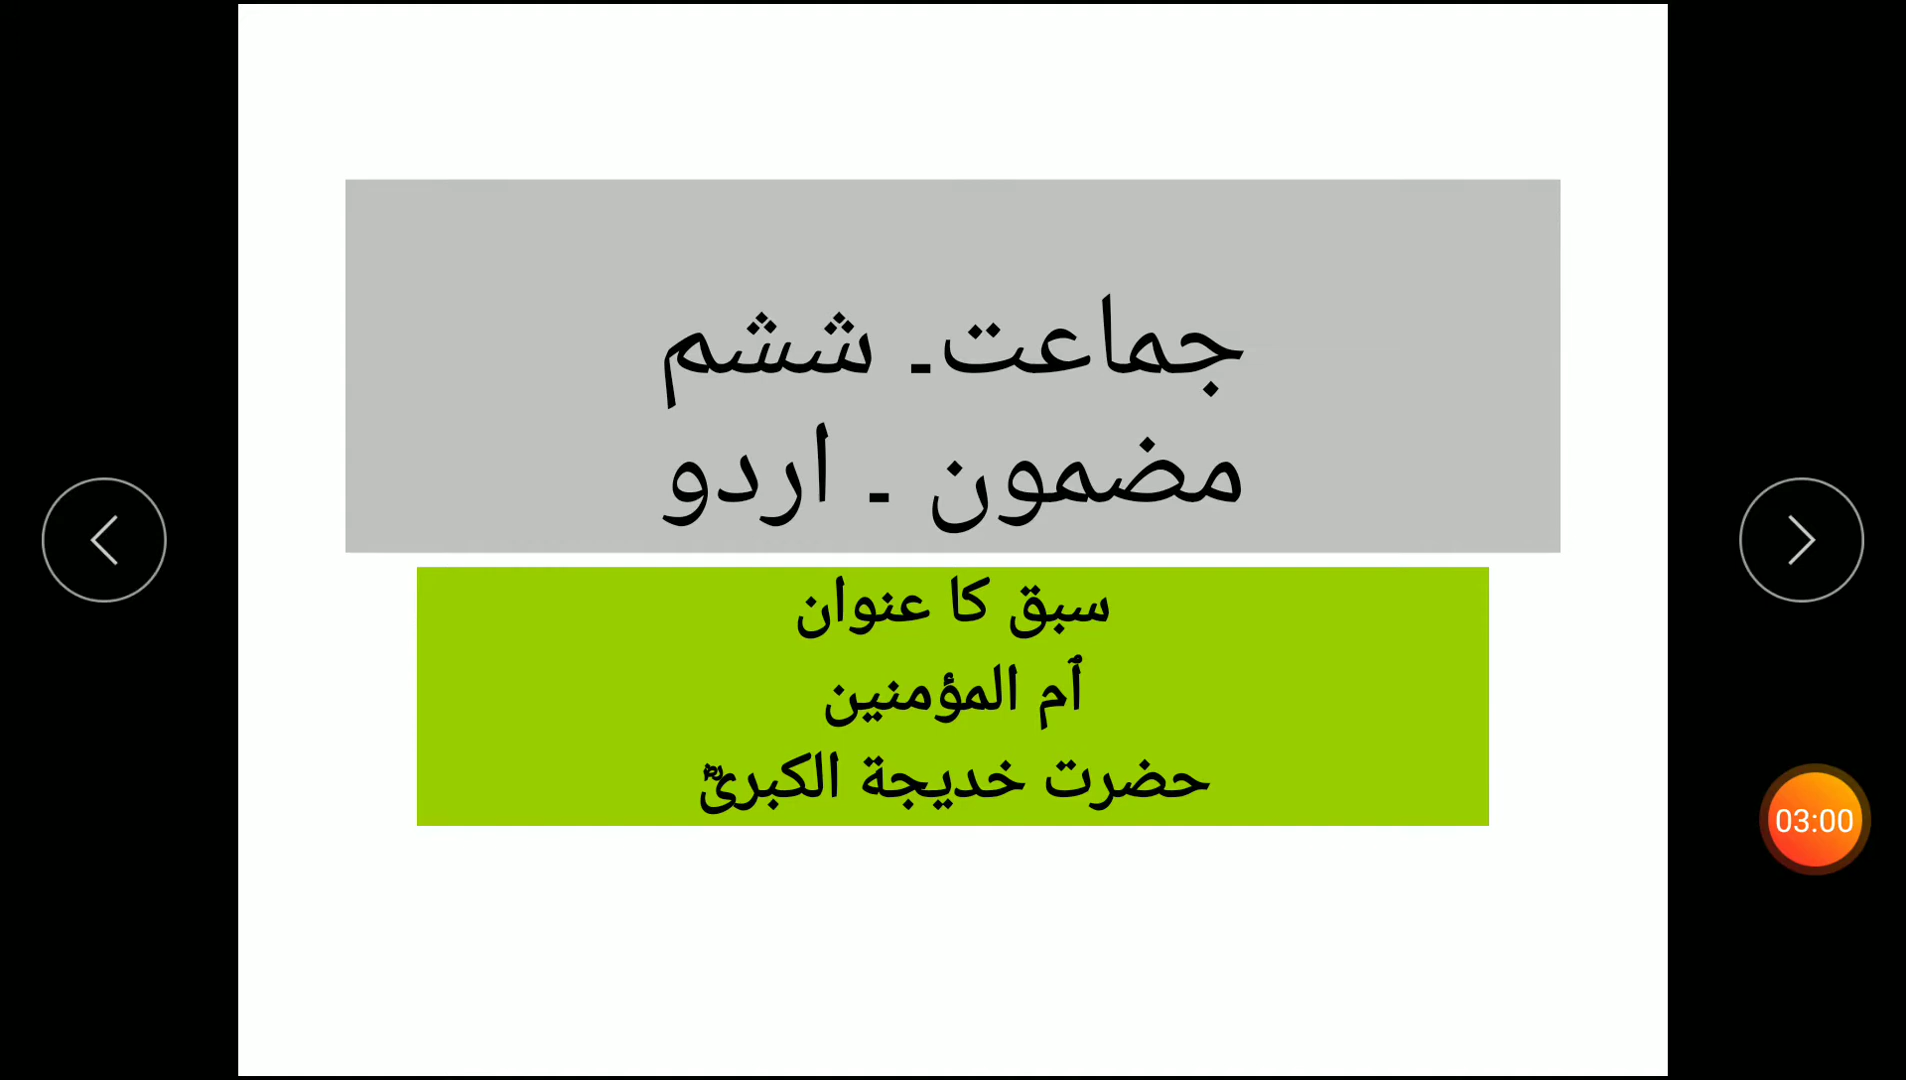 جماعت۔ ششم
مضمون ۔ اردو
سبق کا عنوان
اُم المؤمنین
حضرت خدیجة الکبریٰؓ
03:00